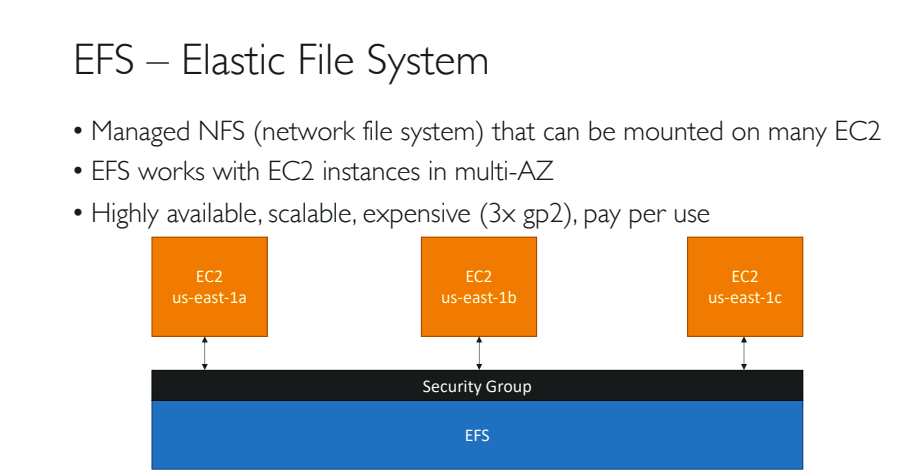 EFS – Elastic File System
• Managed NFS (network file system) that can be mounted on many EC2
• EFS works with EC2 instances in multi-AZ
• Highly available, scalable, expensive (3x gp2), pay per use
EC2
us-east-1a
EC2
us-east-1b
EC2
us-east-1c
Security Group
EFS